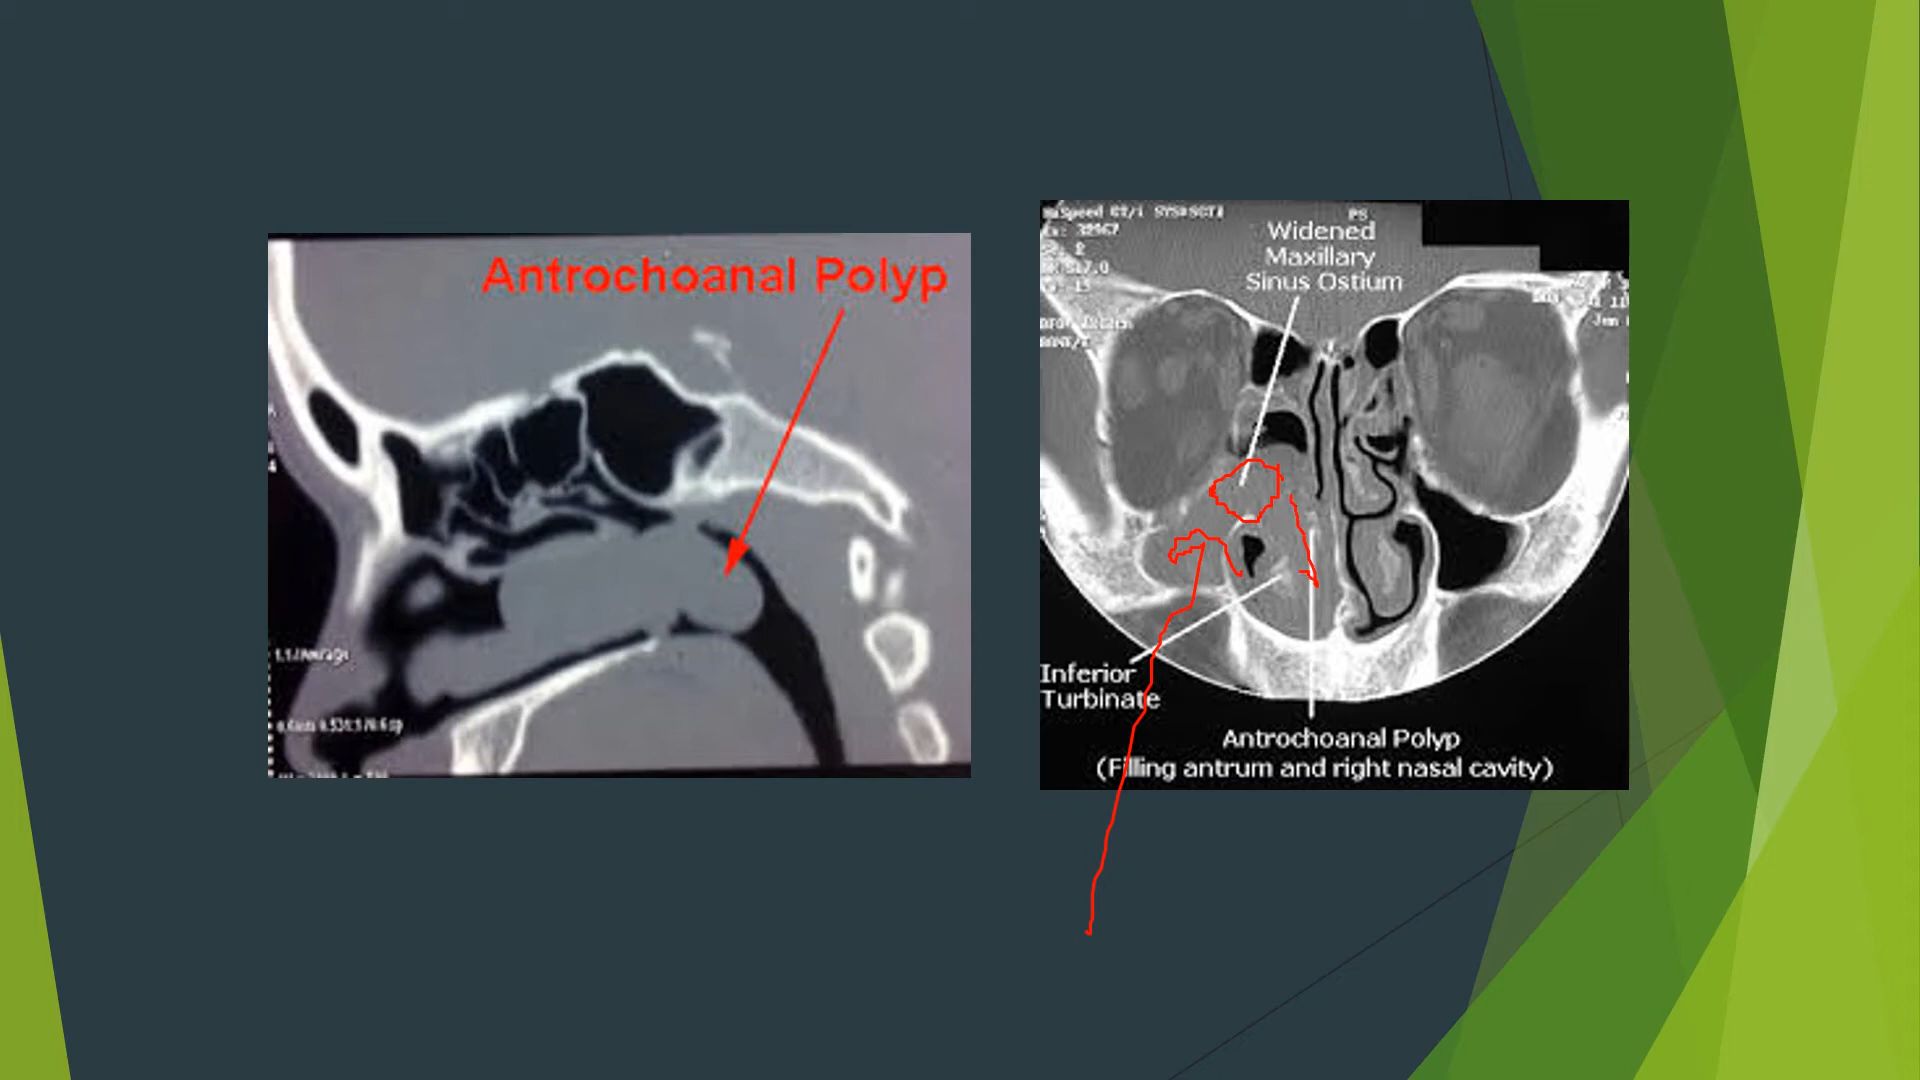 Antrochoanal Polyp
Widened
Maxillary
Sinus Ostium
Inferior
Turbinate
Antrochoanal Polyp
(Filling antrum and right nasal cavity)